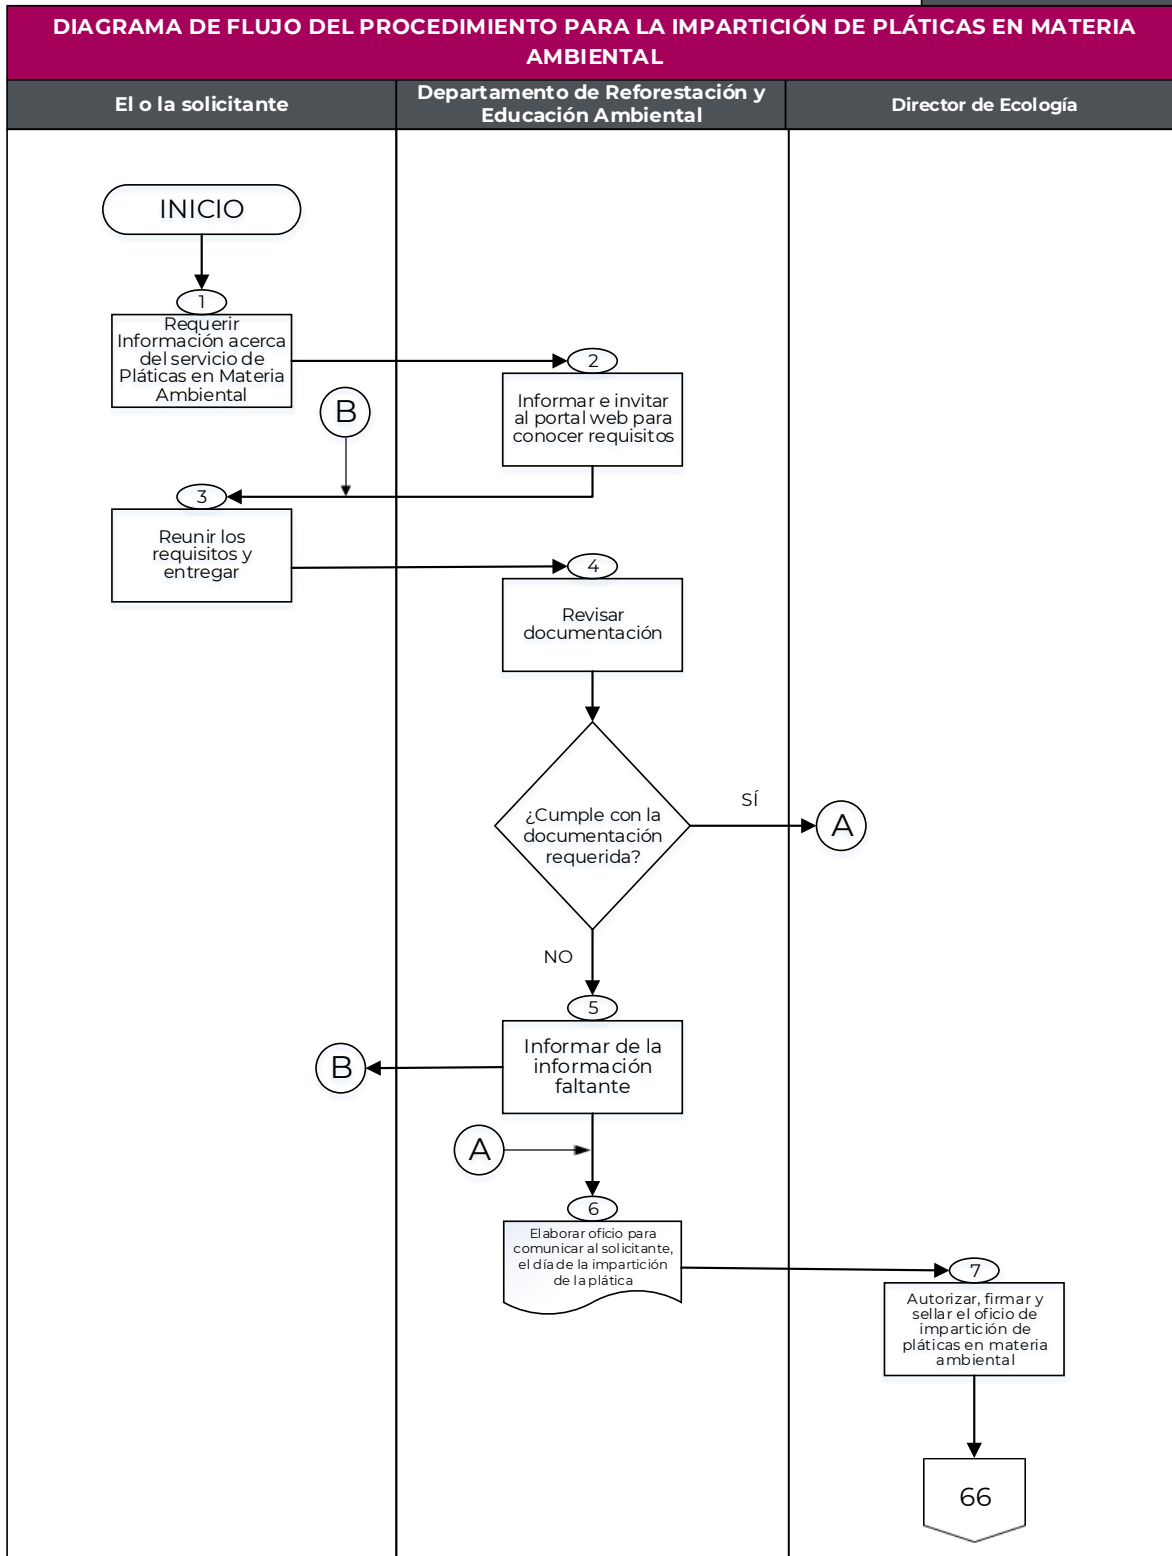 DIAGRAMA DE FLUJO DEL PROCEDIMIENTO PARA LA IMPARTICIÓN DE PLÁTICAS EN MATERIA
AMBIENTAL
El o la solicitante
Departamento de Reforestación y
Educación Ambiental
Director de Ecología
INICIO
1
Requerir
Información acerca
del servicio de
Pláticas en Materia
Ambiental
2
Informar e invitar
al portal web para
conocer requisitos
B
3
Reunir los
requisitos y
entregar
4
Revisar
documentación
¿Cumple con la
documentación
requerida?
SÍ
A
NO
5
Informar de la
información
faltante
B
A
6
Elaborar oficio para
comunicar al solicitante,
el día de la impartición
de la plática
7
Autorizar, firmar y
sellar el oficio de
impartición de
pláticas en materia
ambiental
66